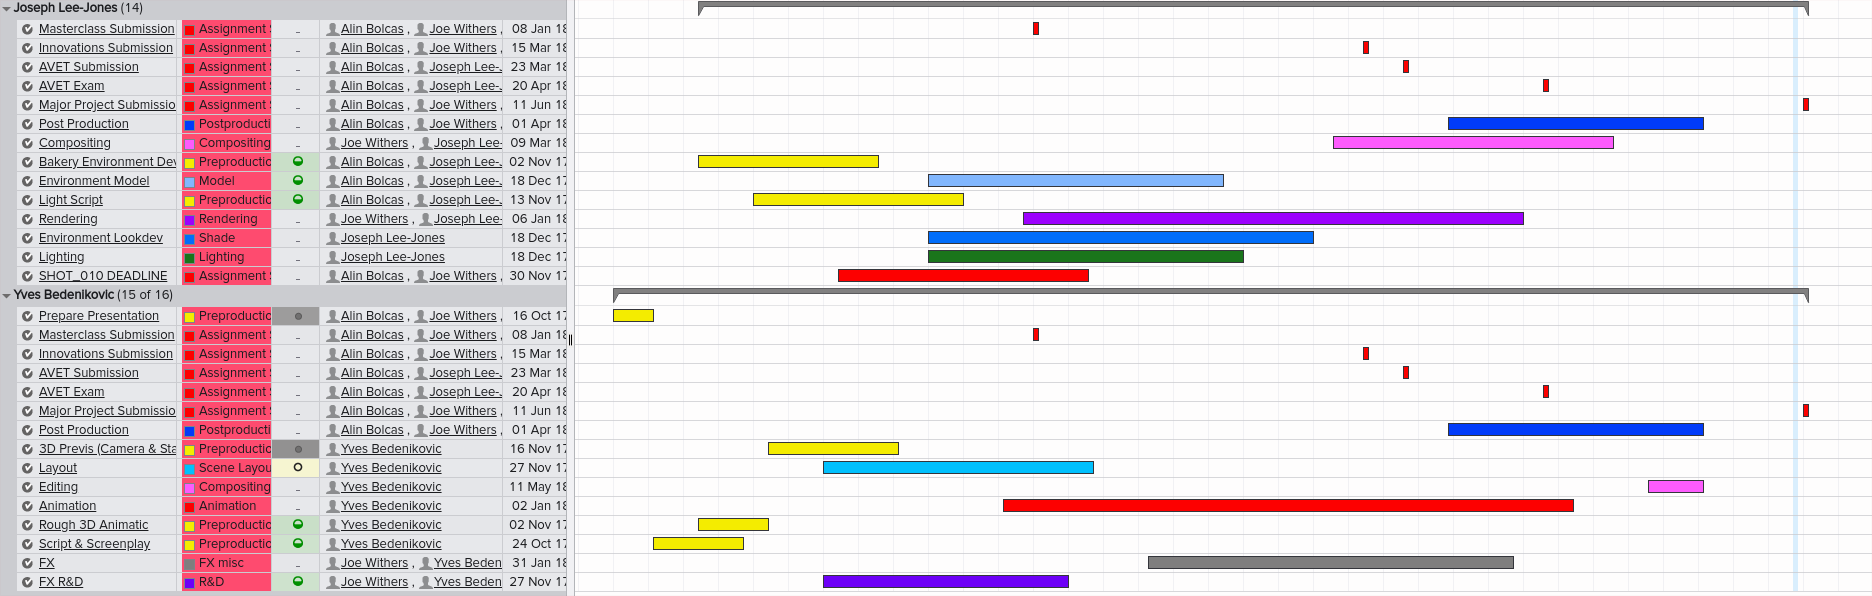 Joseph Lee-Jones (14)
Masterclass Submission Assignment Alin Bolcas , Joe Withers , 08 Jan 18
Innovations Submission Assignment Alin Bolcas , Joe Withers , 15 Mar 18
AVET Submission Assignment Alin Bolcas , Joseph Lee-J 23 Mar 18
AVET Exam Assignment Alin Bolcas , Joseph Lee-J 20 Apr 18
Major Project Submissio Assignment Alin Bolcas , Joe Withers , 11 Jun 18
Post Production Postproducti Alin Bolcas , Joe Withers , 01 Apr 18
Compositing Compositing Joe Withers , Joseph Lee- 09 Mar 18
Bakery Environment Dev Preproductic Alin Bolcas , Joseph Lee-J 02 Nov 17
Environment Model Model Alin Bolcas , Joseph Lee-J 18 Dec 17
Light Script Preproductic Alin Bolcas , Joseph Lee-J 13 Nov 17
Rendering Rendering Joe Withers , Joseph Lee- 06 Jan 18
Environment Lookdev Shade Joseph Lee-Jones 18 Dec 17
Lighting Lighting Joseph Lee-Jones 18 Dec 17
SHOT_010 DEADLINE Assignment Alin Bolcas , Joe Withers , 30 Nov 17
Yves Bedenikovic (15 of 16)
Prepare Presentation Preproductic Alin Bolcas , Joe Withers , 16 Oct 17
Masterclass Submission Assignment Alin Bolcas , Joe Withers , 08 Jan 18
Innovations Submission Assignment Alin Bolcas , Joe Withers , 15 Mar 18
AVET Submission Assignment Alin Bolcas , Joseph Lee-J 23 Mar 18
AVET Exam Assignment Alin Bolcas , Joseph Lee-J 20 Apr 18
Major Project Submissio Assignment Alin Bolcas , Joe Withers , 11 Jun 18
Post Production Postproducti Alin Bolcas , Joe Withers , 01 Apr 18
3D Previs (Camera & Sta Preproductic Yves Bedenikovic 16 Nov 17
Layout Scene Layou Yves Bedenikovic 27 Nov 17
Editing Compositing Yves Bedenikovic 11 May 18
Animation Animation Yves Bedenikovic 02 Jan 18
Rough 3D Animatic Preproductic Yves Bedenikovic 02 Nov 17
Script & Screenplay Preproductic Yves Bedenikovic 24 Oct 17
FX FX misc Joe Withers , Yves Beden 31 Jan 18
FX R&D R&D Joe Withers , Yves Beden 27 Nov 17